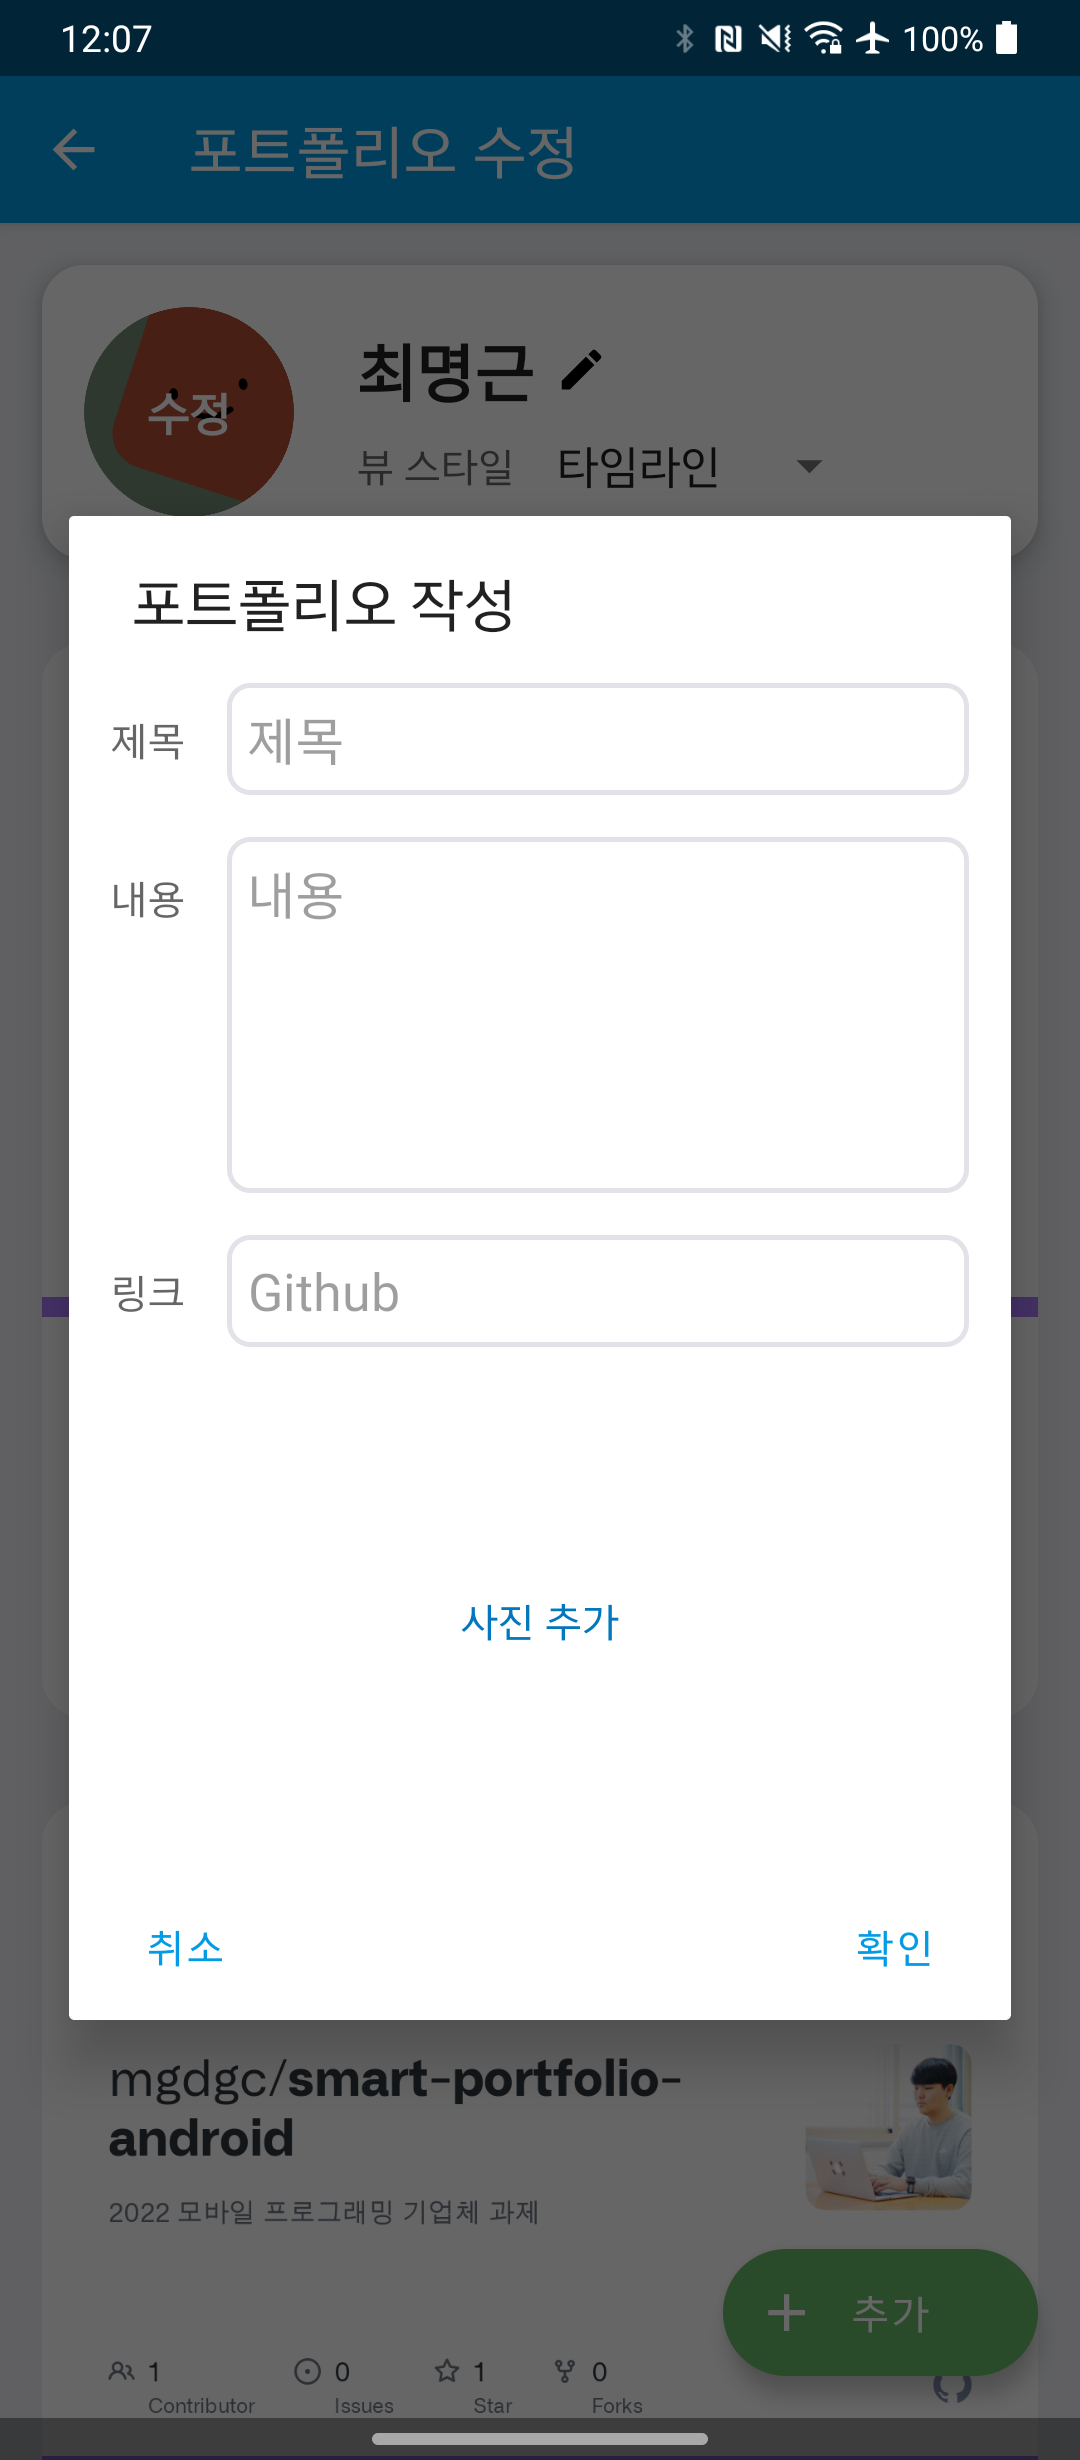 12:07 100%
포트폴리오 수정
최명근
수정
뷰 스타일 타임라인
포트폴리오 작성
제목 제목
내용 내용
링크 Github
사진 추가
취소 확인
mgdgc/smart-portfolio-
android
2022 모바일 프로그래밍 기업체 과제
추가
1 0 1 0
Contributor Issues Star Forks